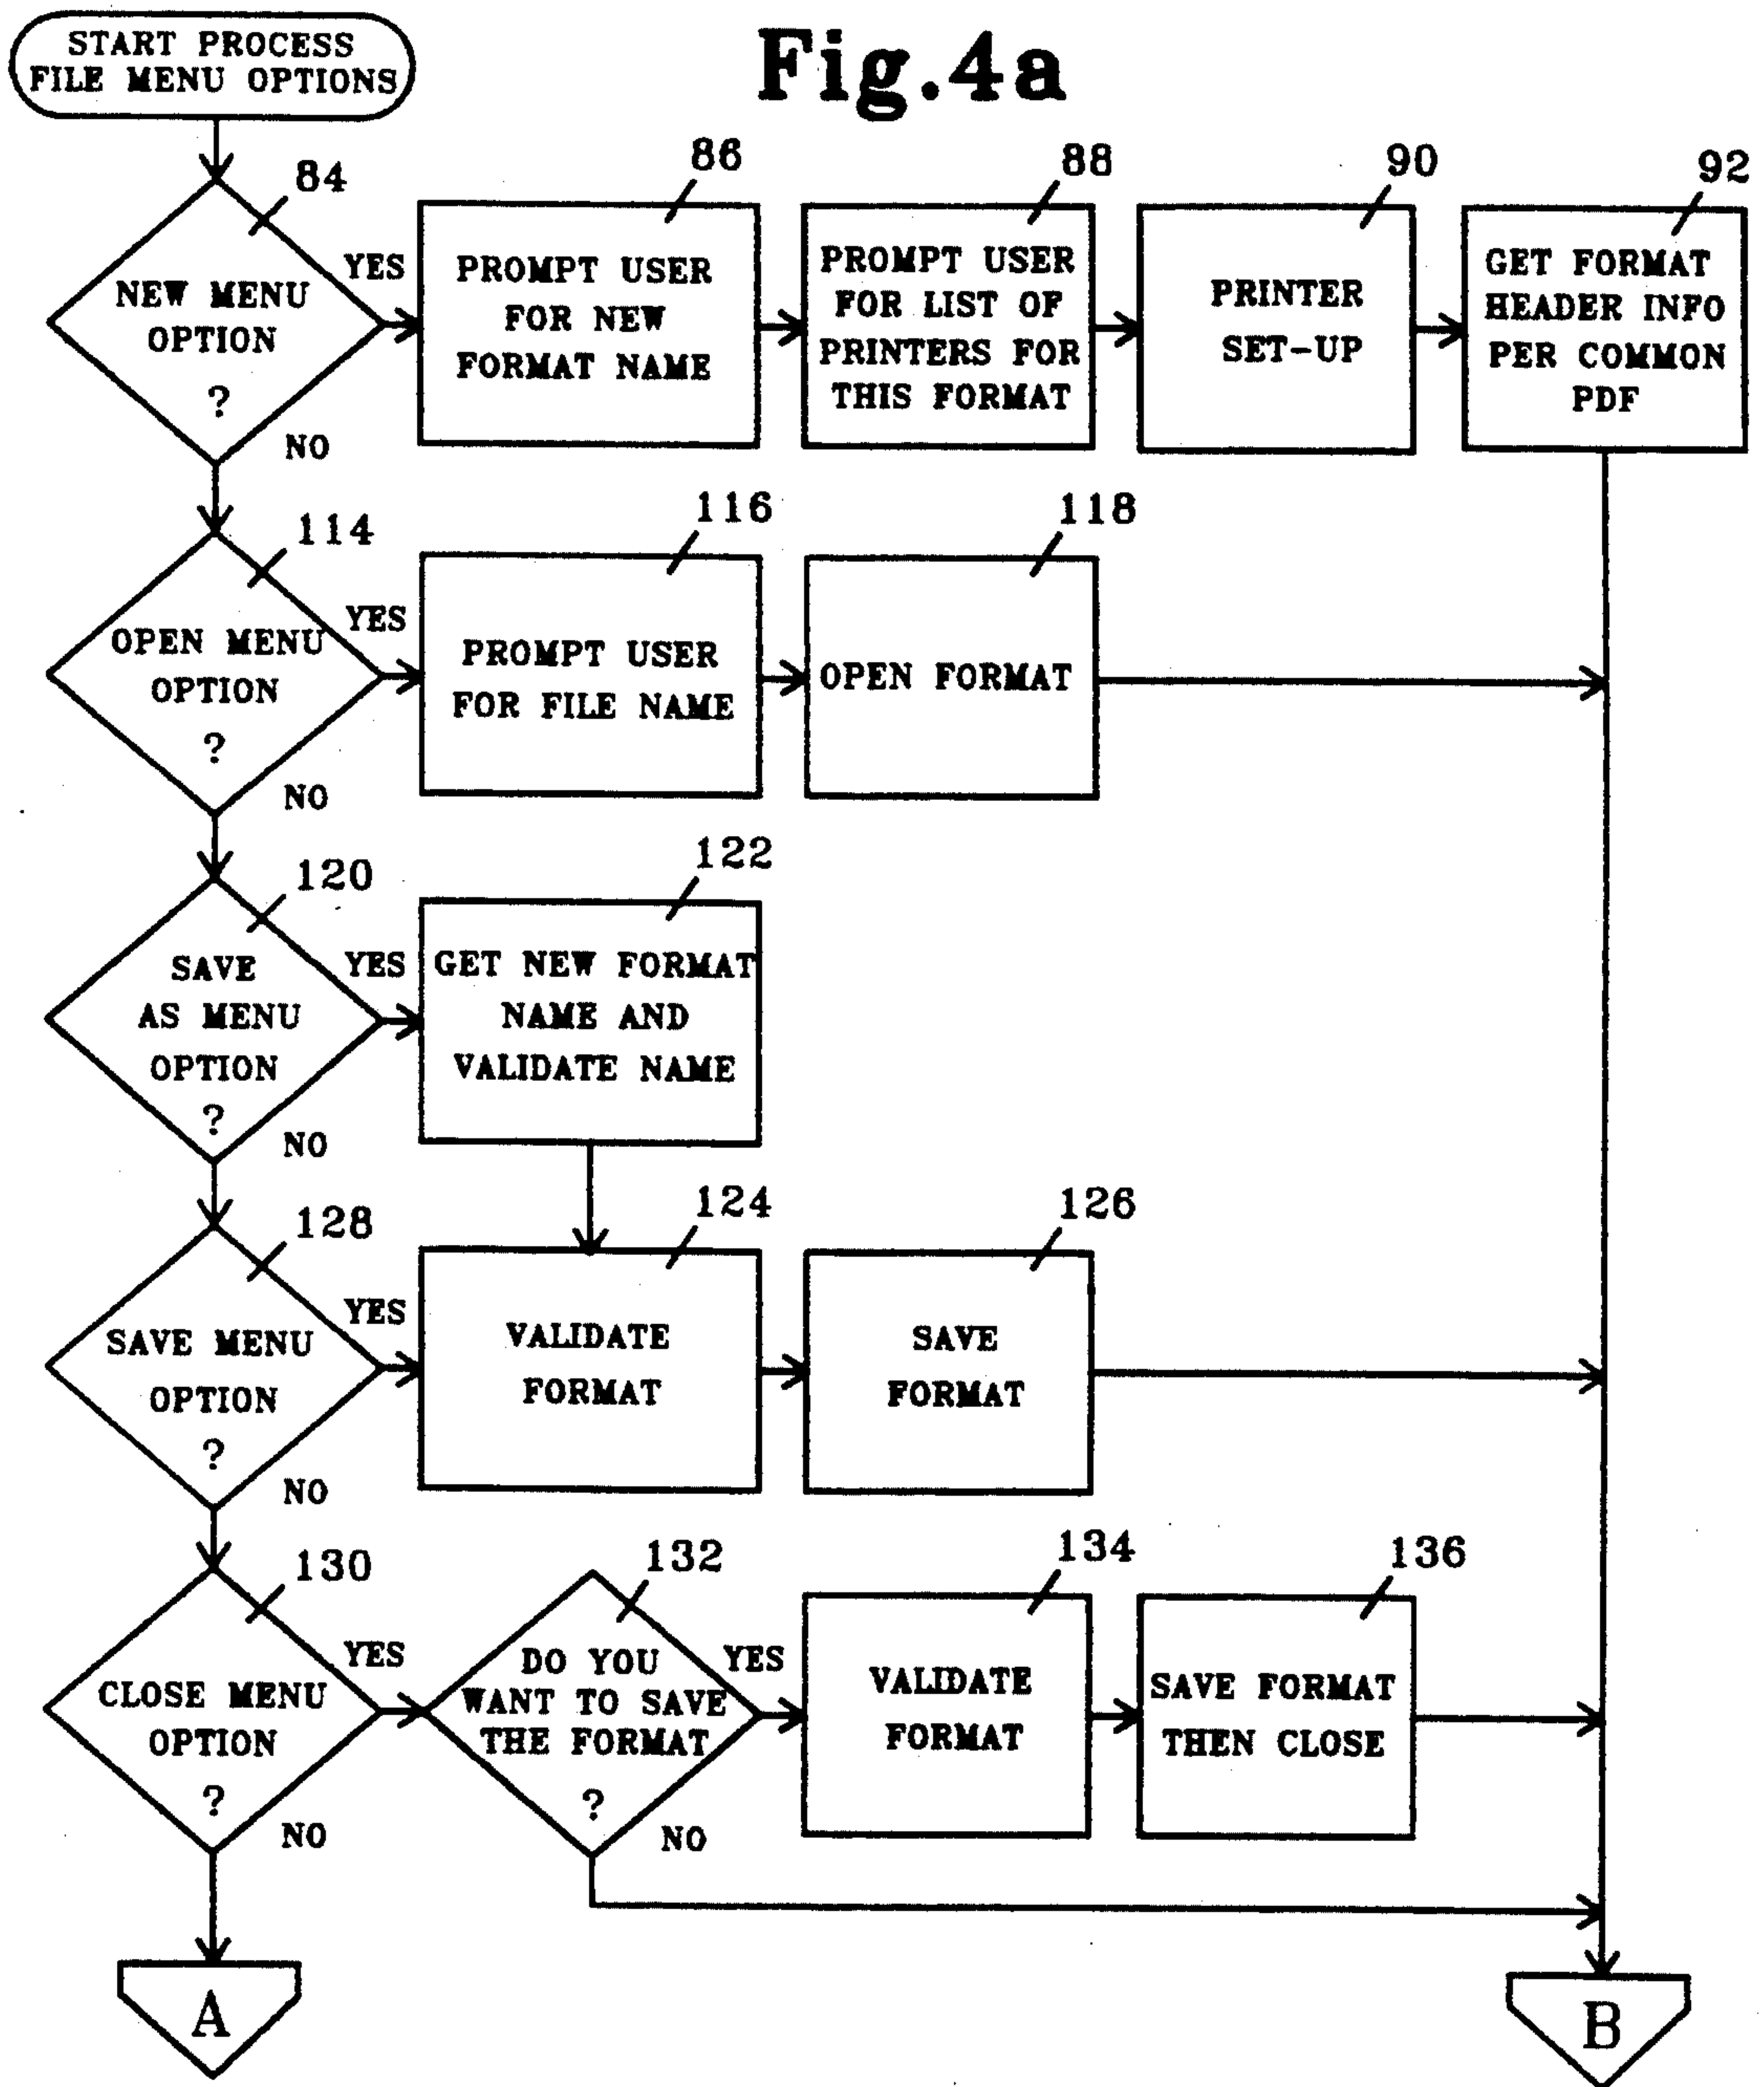 START PROCESS
FILE MENU OPTIONS
Fig.4a
84
NEW MENU
OPTION
?
YES
NO
86
PROMPT USER
FOR NEW
FORMAT NAME
88
PROMPT USER
FOR LIST OF
PRINTERS FOR
THIS FORMAT
90
PRINTER
SET-UP
92
GET FORMAT
HEADER INFO
PER COMMON
PDF
114
OPEN MENU
OPTION
?
YES
NO
116
PROMPT USER
FOR FILE NAME
118
OPEN FORMAT
120
SAVE
AS MENU
OPTION
?
YES
NO
122
GET NEW FORMAT
NAME AND
VALIDATE NAME
128
SAVE MENU
OPTION
?
YES
NO
124
VALIDATE
FORMAT
126
SAVE
FORMAT
130
CLOSE MENU
OPTION
?
YES
NO
132
DO YOU
WANT TO SAVE
THE FORMAT
?
YES
NO
134
VALIDATE
FORMAT
136
SAVE FORMAT
THEN CLOSE
A
B